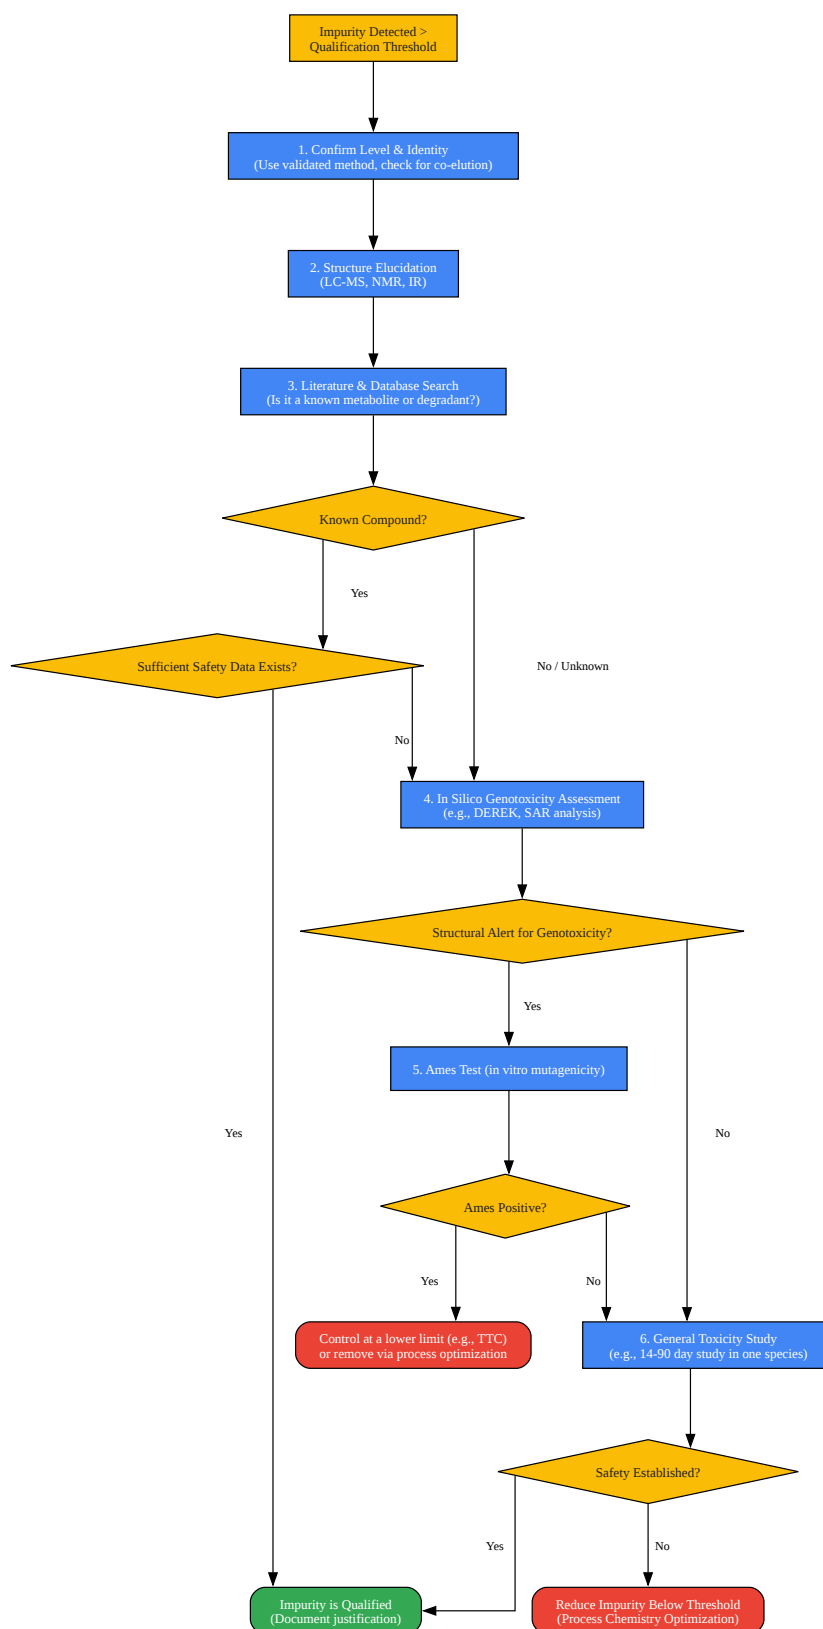 Impurity Detected >
Qualification Threshold
1. Confirm Level & Identity
(Use validated method, check for co-elution)
2. Structure Elucidation
(LC-MS, NMR, IR)
3. Literature & Database Search
(Is it a known metabolite or degradant?)
Known Compound?
Yes
Sufficient Safety Data Exists?
No / Unknown
No
4. In Silico Genotoxicity Assessment
(e.g., DEREK, SAR analysis)
Structural Alert for Genotoxicity?
Yes
5. Ames Test (in vitro mutagenicity)
Yes
No
Ames Positive?
Yes
No
Control at a lower limit (e.g., TTC)
or remove via process optimization
6. General Toxicity Study
(e.g., 14-90 day study in one species)
Safety Established?
Yes
No
Impurity is Qualified
(Document justification)
Reduce Impurity Below Threshold
(Process Chemistry Optimization)